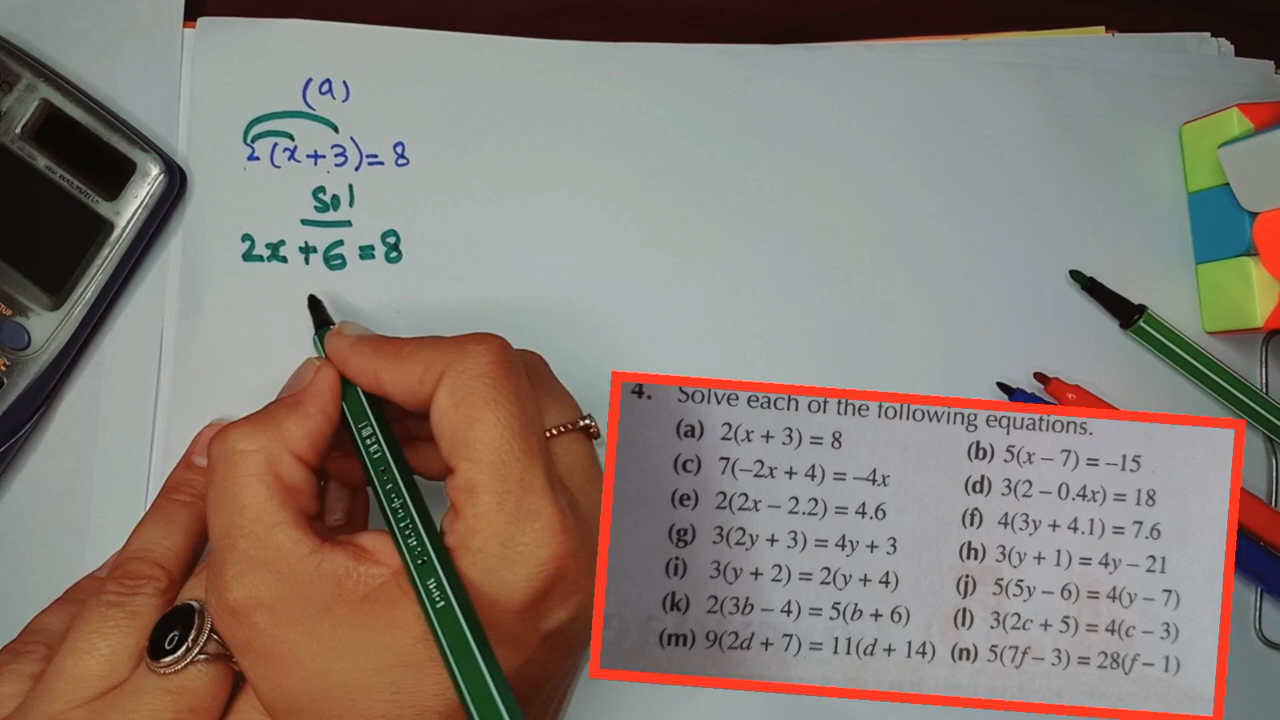 (a)
2(x+3)=8
Sol
2x+6=8
4. Solve each of the following equations.
(a) 2(x + 3) = 8
(b) 5(x – 7) = –15
(c) 7(–2x + 4) = –4x
(d) 3(2 – 0.4x) = 18
(e) 2(2x – 2.2) = 4.6
(f) 4(3y + 4.1) = 7.6
(g) 3(2y + 3) = 4y + 3
(h) 3(y + 1) = 4y – 21
(i) 3(y + 2) = 2(y + 4)
(j) 5(5y – 6) = 4(y – 7)
(k) 2(3b – 4) = 5(b + 6)
(l) 3(2c + 5) = 4(c – 3)
(m) 9(2d + 7) = 11(d + 14)
(n) 5(7f – 3) = 28(f – 1)